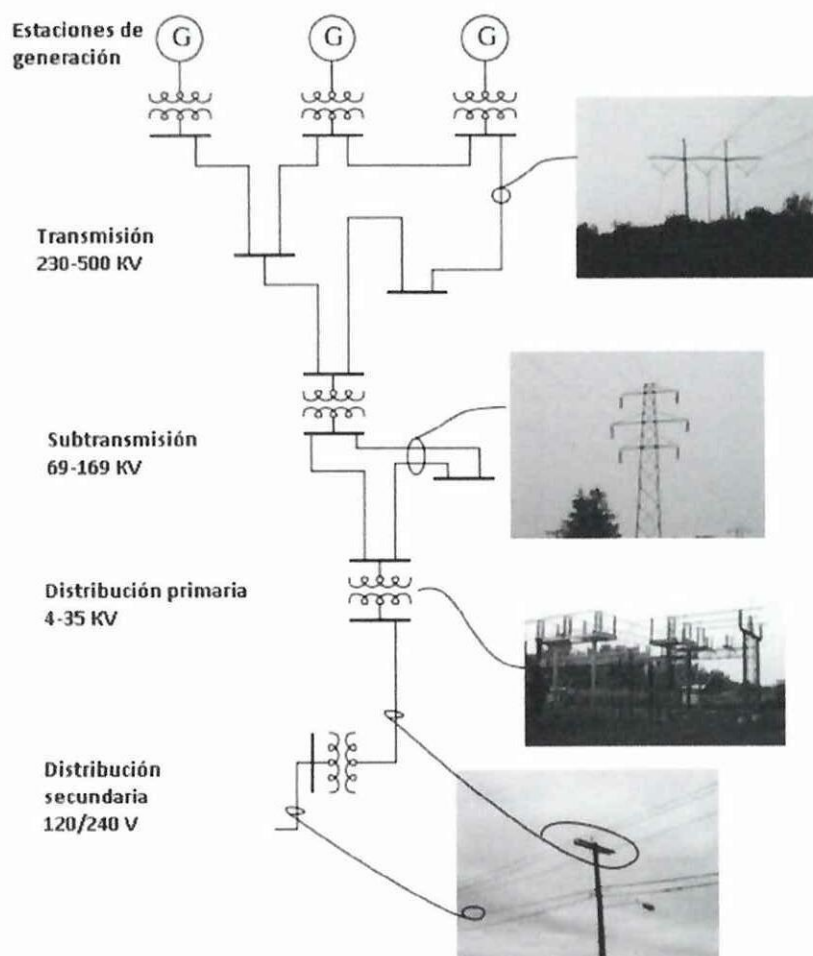 Estaciones de
generación
G
G
G
Transmisión
230-500 KV
Subtransmisión
69-169 KV
Distribución primaria
4-35 KV
Distribución
secundaria
120/240 V